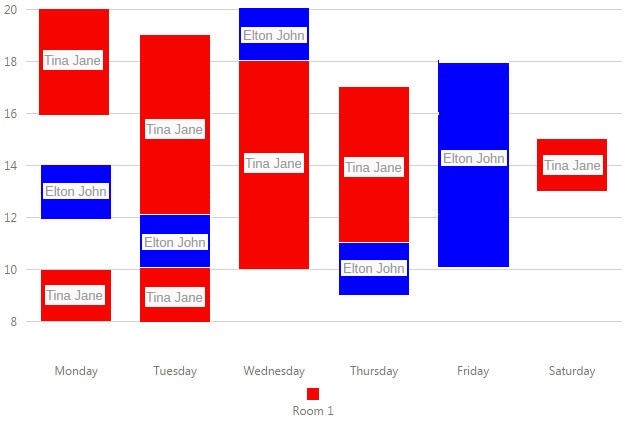 20
18
16
14
12
10
8
Tina Jane
Elton John
Tina Jane
Tina Jane
Elton John
Tina Jane
Elton John
Tina Jane
Tina Jane
Elton John
Elton John
Tina Jane
Monday Tuesday Wednesday Thursday Friday Saturday
Room 1